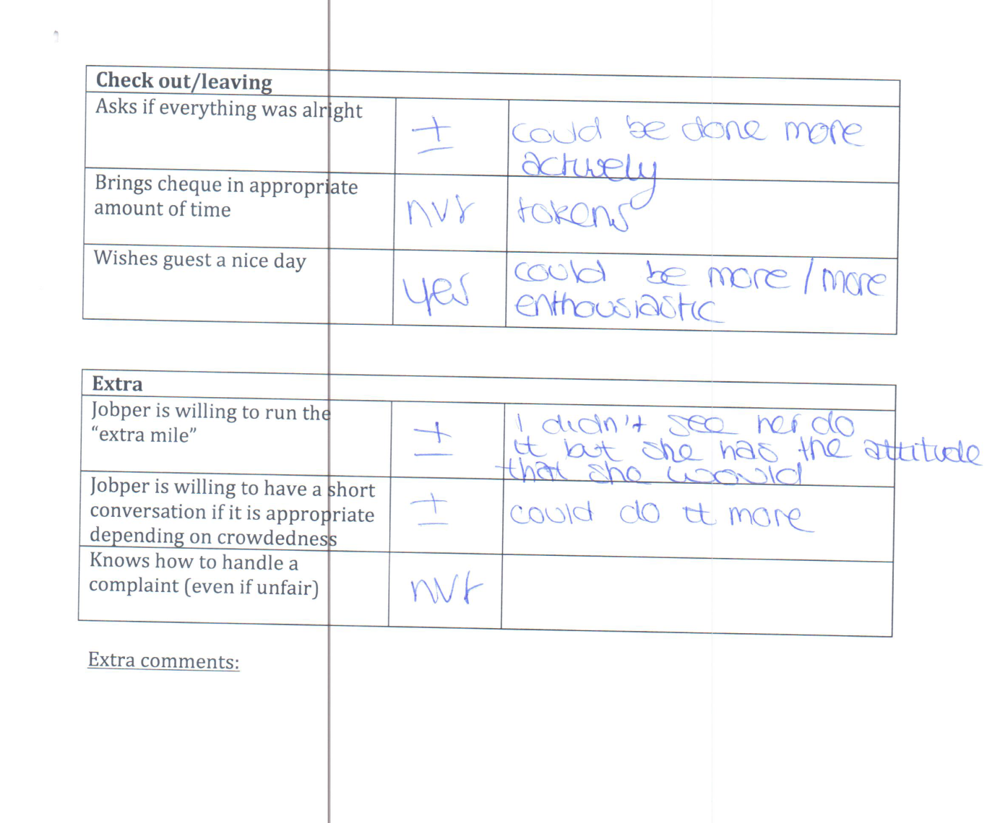 Check out/leaving
Asks if everything was alright
±
could be done more
actively
Brings cheque in appropriate
amount of time
nvt
tokens
Wishes guest a nice day
yes
could be more / more
enthousiastic
Extra
Jobper is willing to run the
“extra mile”
±
I didn't see her do
it but she has the attitude
that she would
Jobper is willing to have a short
conversation if it is appropriate
depending on crowdedness
±
could do it more
Knows how to handle a
complaint (even if unfair)
nvt
Extra comments: